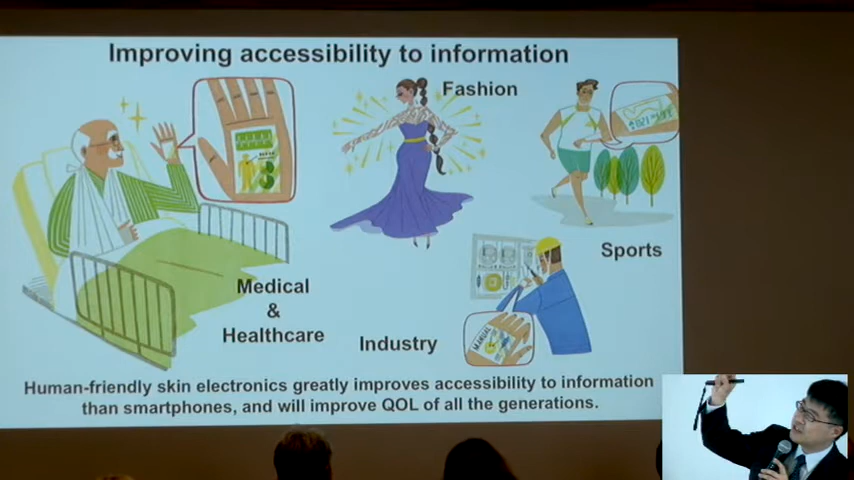 Improving accessibility to information
Fashion
Sports
Medical
&
Healthcare
Industry
MANUAL
Human-friendly skin electronics greatly improves accessibility to information
than smartphones, and will improve QOL of all the generations.